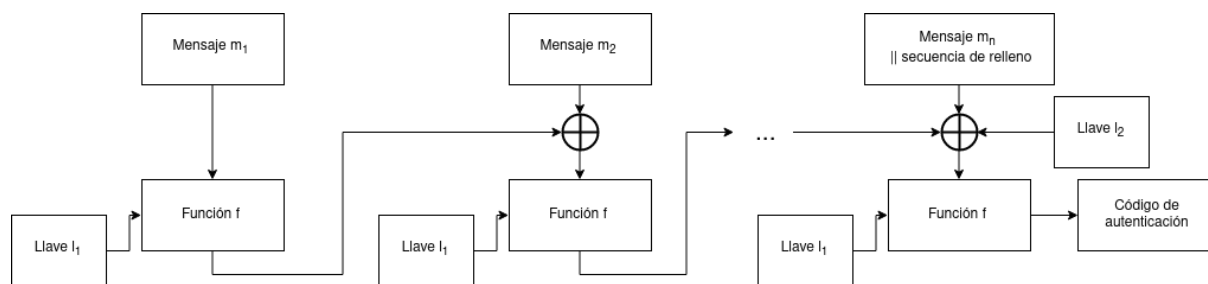 Mensaje m1
Mensaje m2
Mensaje mn
|| secuencia de relleno
...
Llave l2
Función f
Función f
Función f
Código de
autenticación
Llave l1
Llave l1
Llave l1